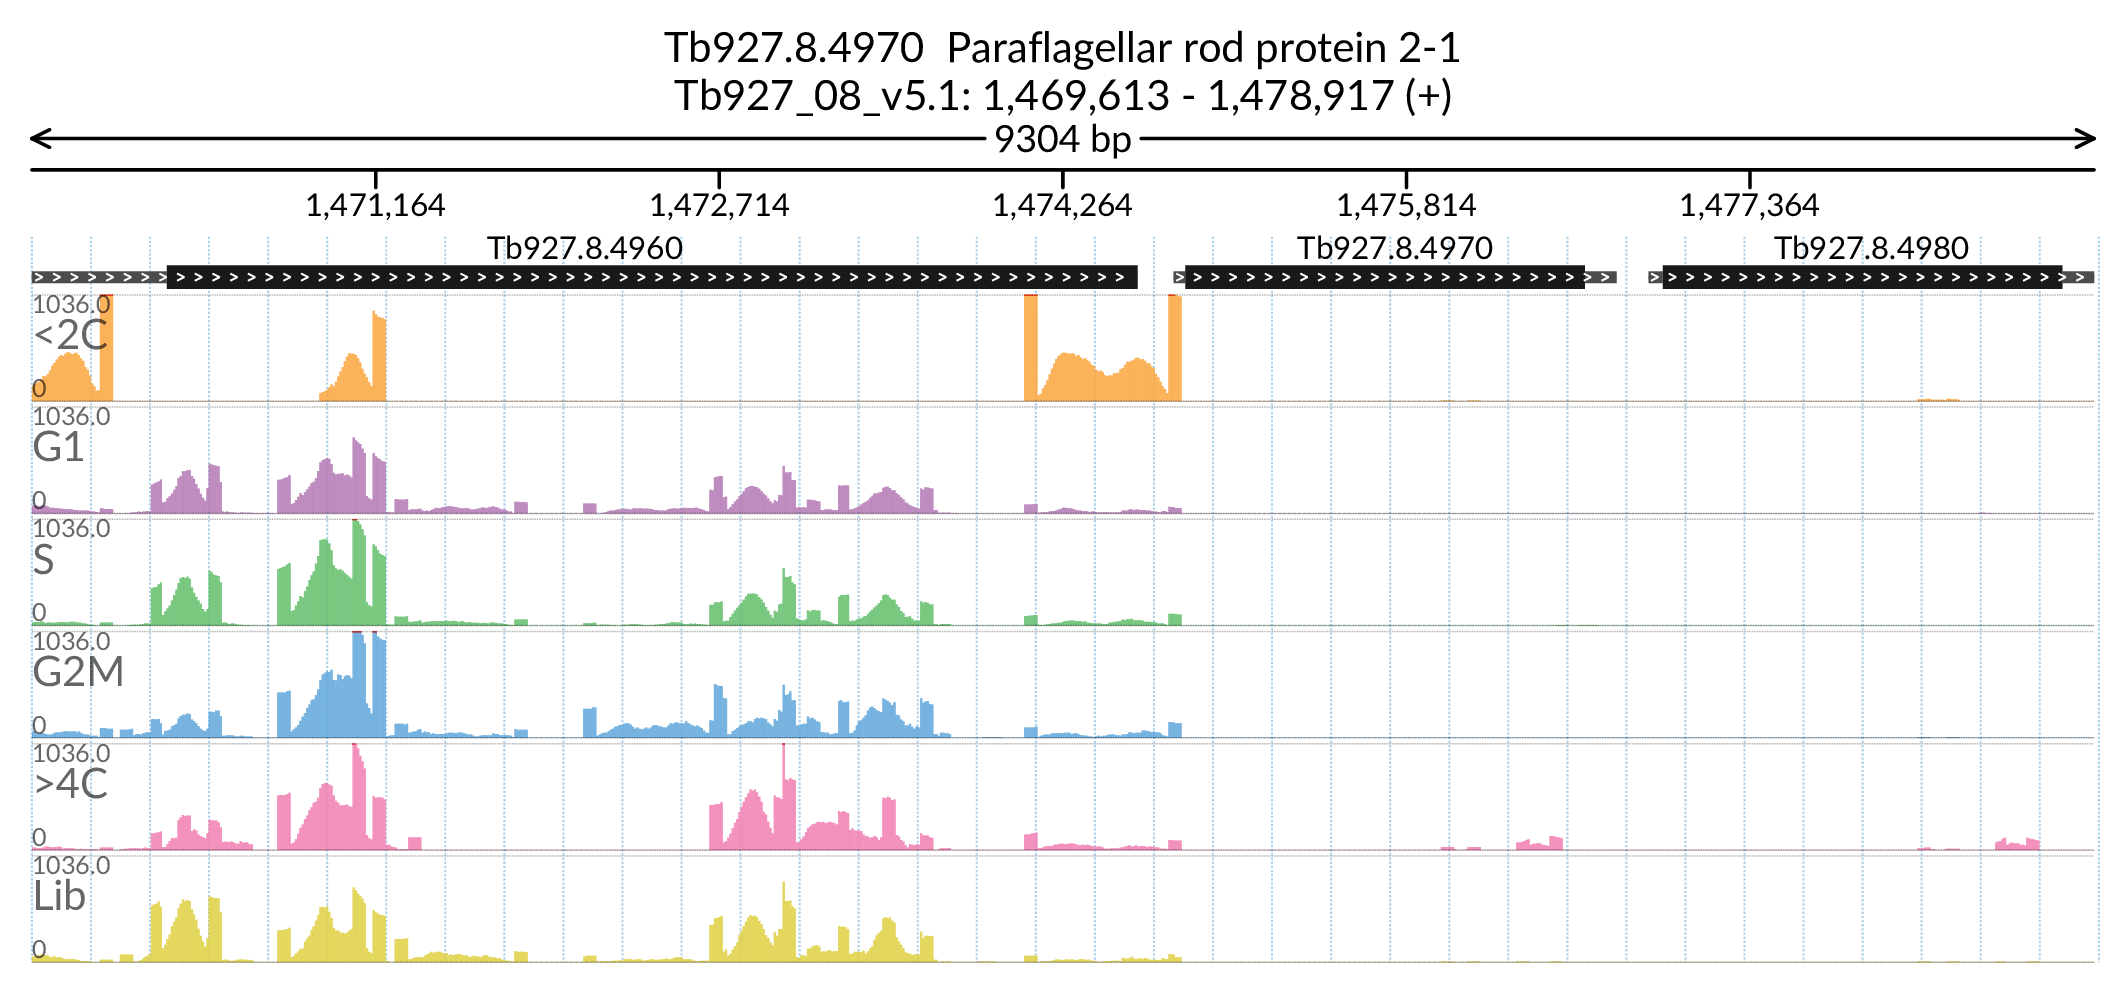 Tb927.8.4970  Paraflagellar rod protein 2-1
Tb927_08_v5.1: 1,469,613 - 1,478,917 (+)
9304 bp
1,471,164 1,472,714 1,474,264 1,475,814 1,477,364
Tb927.8.4960 Tb927.8.4970 Tb927.8.4980
1036.0
<2C
0
1036.0
G1
0
1036.0
S
0
1036.0
G2M
0
1036.0
>4C
0
1036.0
Lib
0